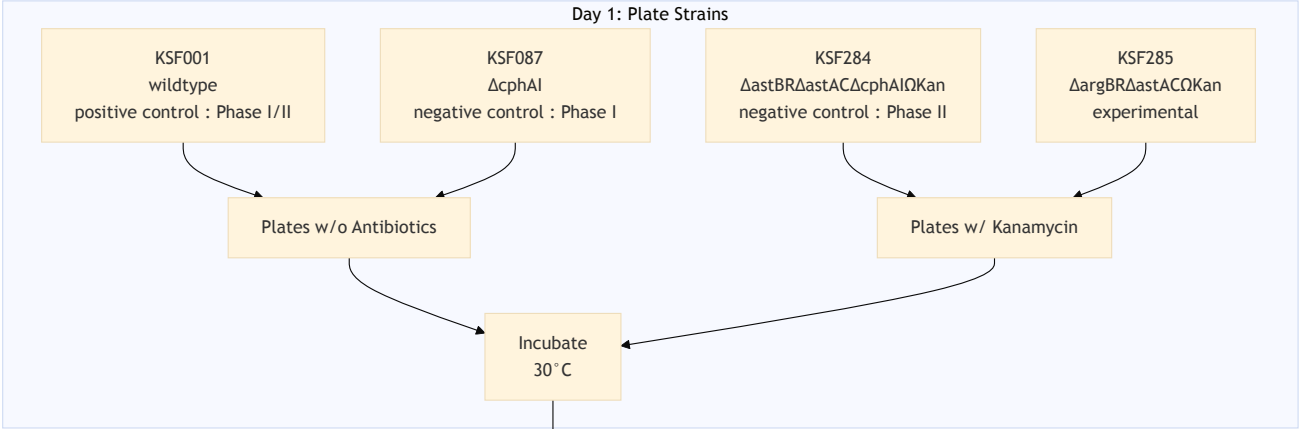 Day 1: Plate Strains
KSF001
wildtype
positive control : Phase I/II
KSF087
ΔcphAI
negative control : Phase I
KSF284
ΔastBRΔastACΔcphAIΩKan
negative control : Phase II
KSF285
ΔargBRΔastACΩKan
experimental
Plates w/o Antibiotics
Plates w/ Kanamycin
Incubate
30°C